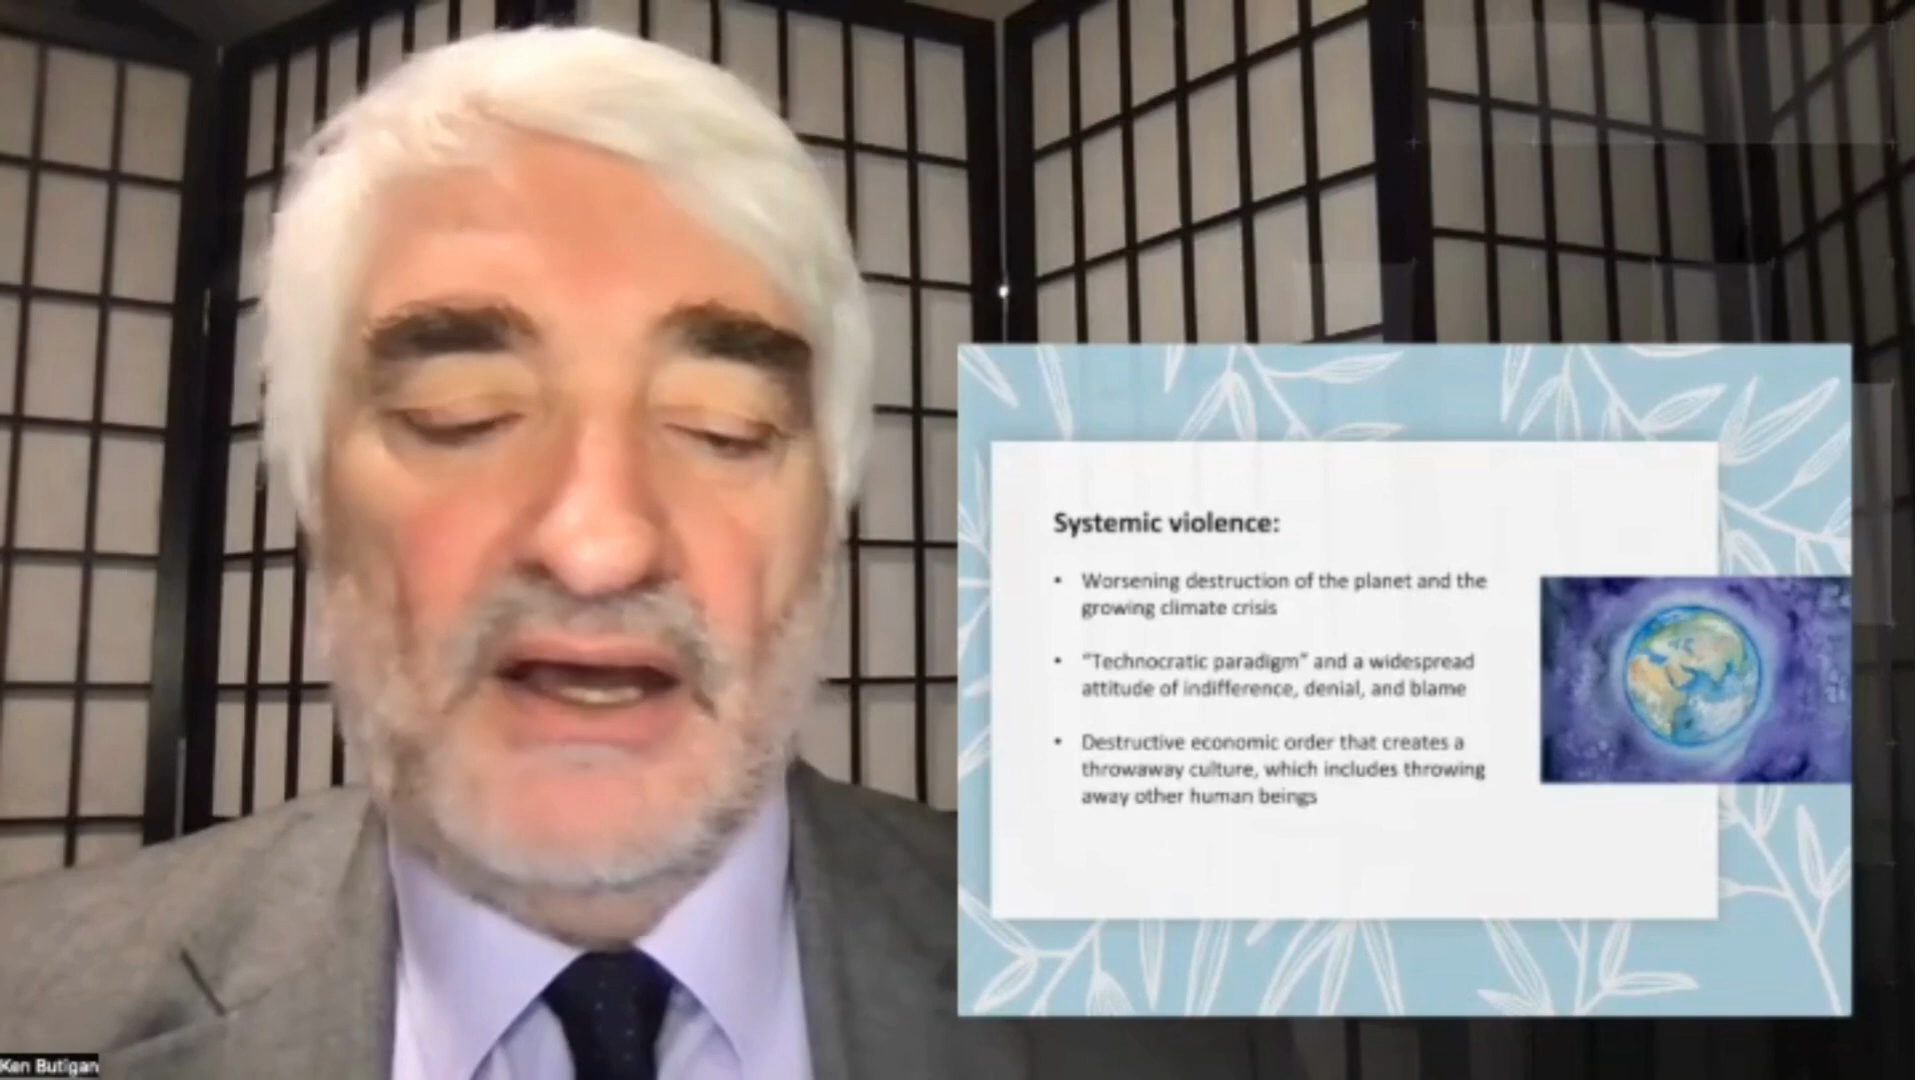 Systemic violence:
• Worsening destruction of the planet and the
growing climate crisis
• "Technocratic paradigm" and a widespread
attitude of indifference, denial, and blame
• Destructive economic order that creates a
throwaway culture, which includes throwing
away other human beings
Ken Butigan